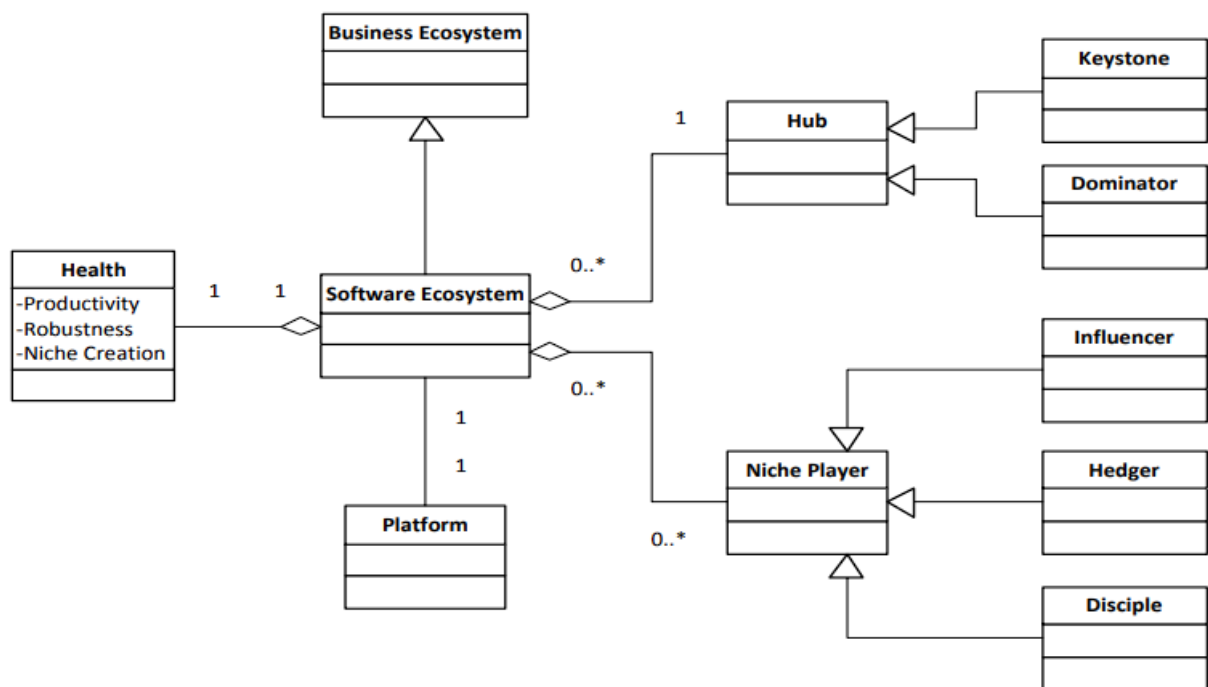 Business Ecosystem
Keystone
1
Hub
Dominator
Health
-Productivity
-Robustness
-Niche Creation
1
1
0..*
Software Ecosystem
0..*
Influencer
1
1
Niche Player
Hedger
Platform
0..*
Disciple